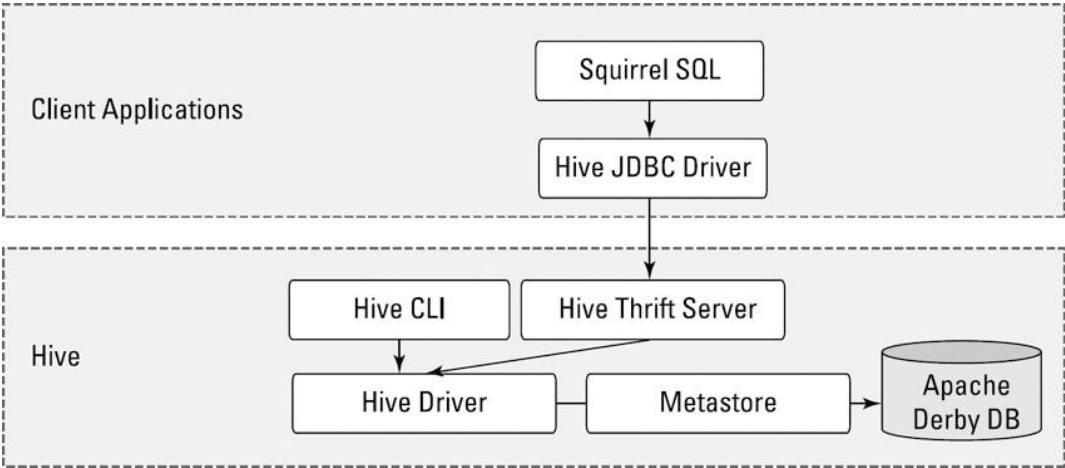 Client Applications
Squirrel SQL
Hive JDBC Driver
Hive
Hive CLI
Hive Thrift Server
Hive Driver
Metastore
Apache
Derby DB